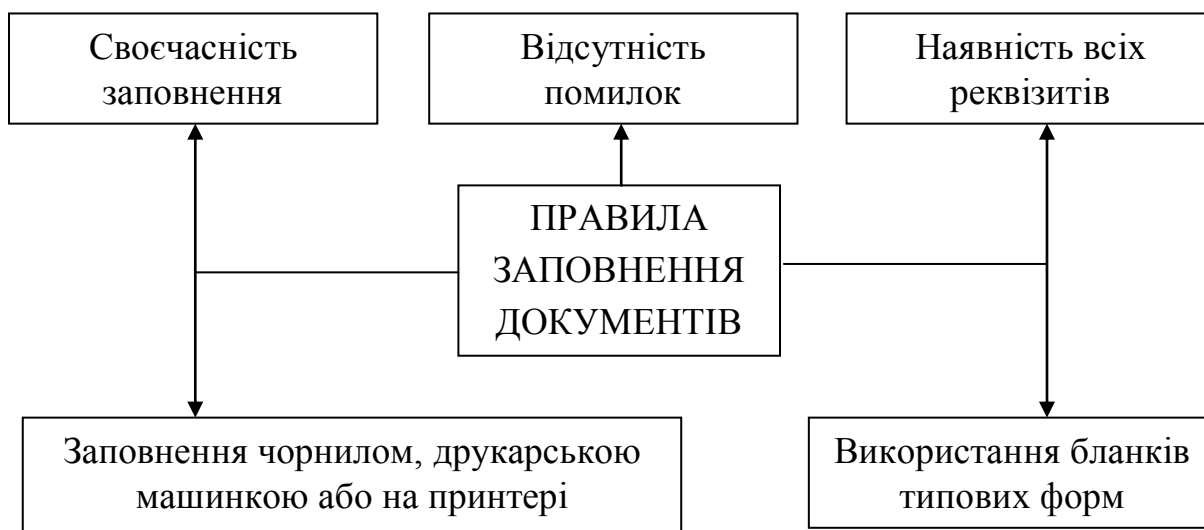 Своєчасність
заповнення
Відсутність
помилок
Наявність всіх
реквізитів
ПРАВИЛА
ЗАПОВНЕННЯ
ДОКУМЕНТІВ
Заповнення чорнилом, друкарською
машинкою або на принтері
Використання бланків
типових форм